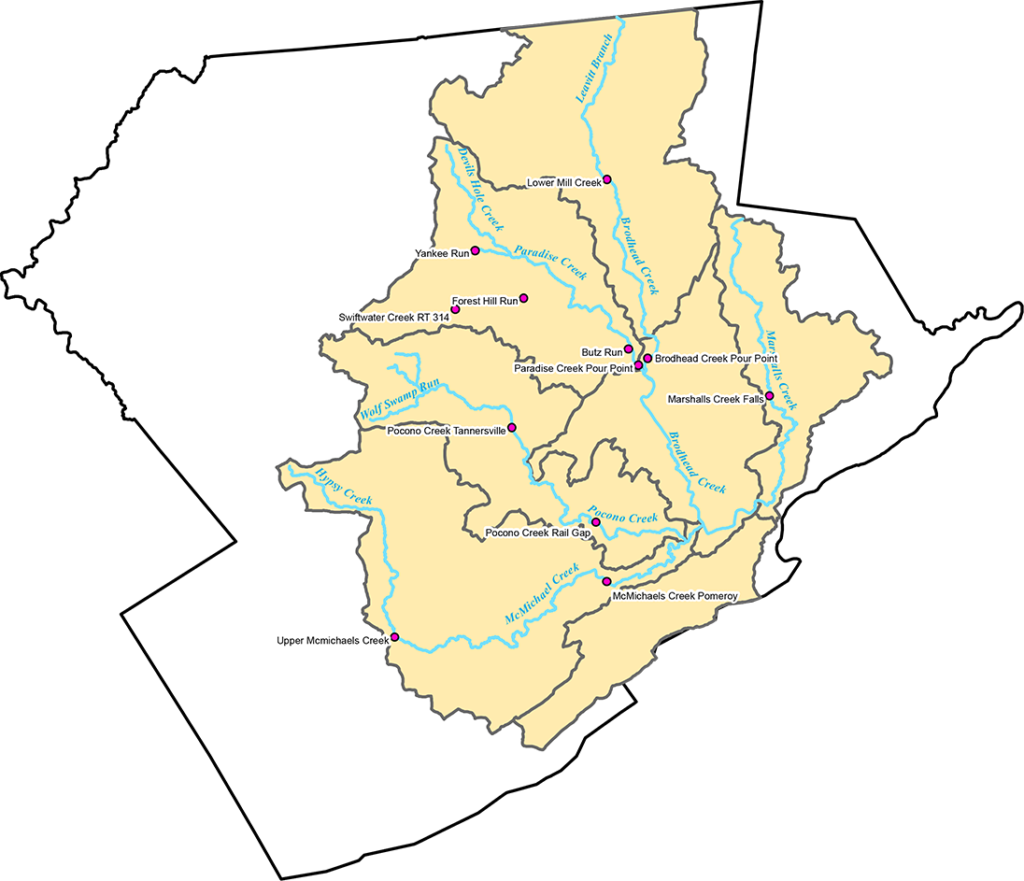 Leavitt Branch
Devils Hole Creek
Lower Mill Creek
Brodhead Creek
Yankee Run
Paradise Creek
Forest Hill Run
Swiftwater Creek RT 314
Butz Run
Brodhead Creek Pour Point
Paradise Creek Pour Point
Marshalls Creek
Wolf Swamp Run
Marshalls Creek Falls
Pocono Creek Tannersville
Brodhead Creek
Hypsy Creek
Pocono Creek
Pocono Creek Rail Gap
McMichael Creek
McMichaels Creek Pomeroy
Upper Mcmichaels Creek